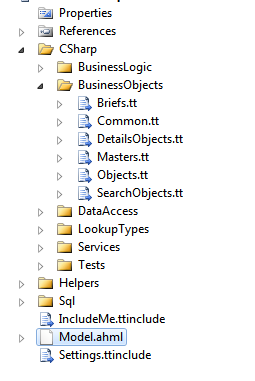 Properties
References
CSharp
BusinessLogic
BusinessObjects
Briefs.tt
Common.tt
DetailsObjects.tt
Masters.tt
Objects.tt
SearchObjects.tt
DataAccess
LookupTypes
Services
Tests
Helpers
Sql
IncludeMe.ttinclude
Model.ahml
Settings.ttinclude